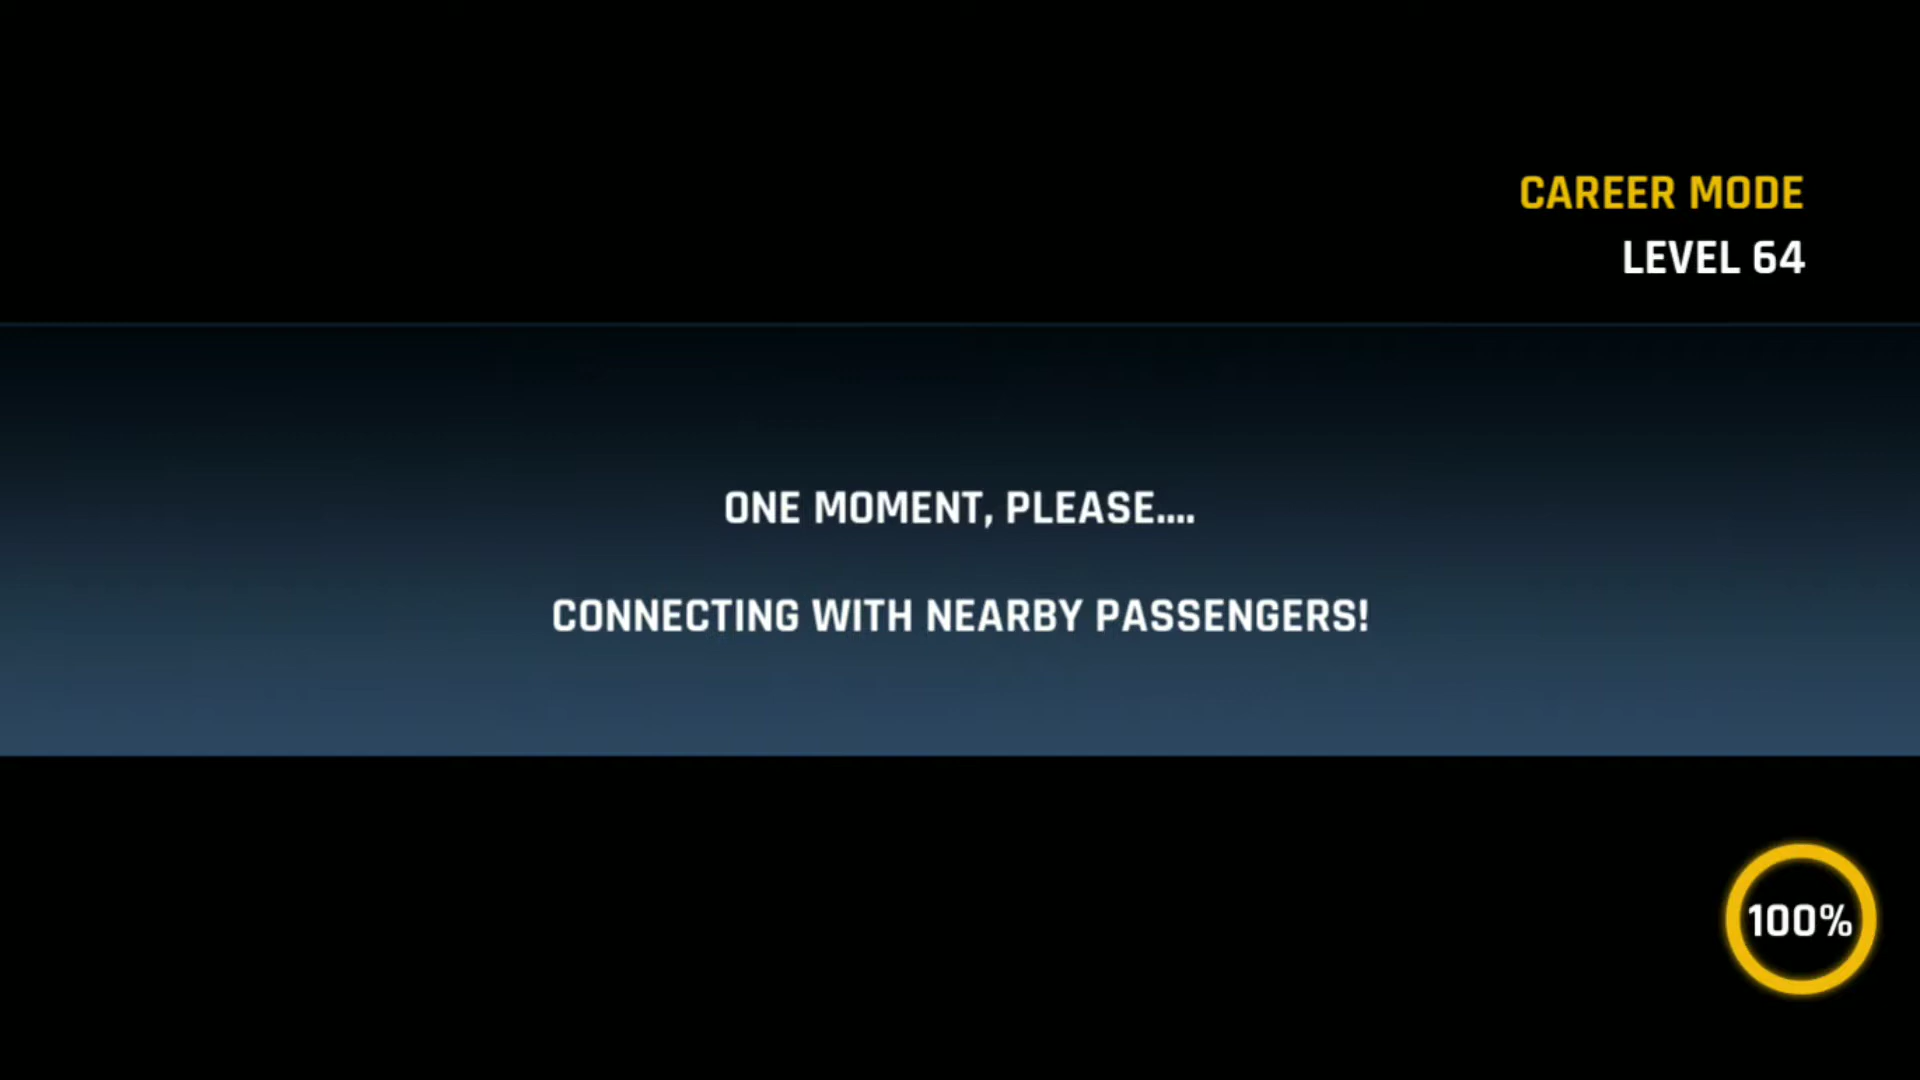 CAREER MODE
LEVEL 64
ONE MOMENT, PLEASE....
CONNECTING WITH NEARBY PASSENGERS!
100%